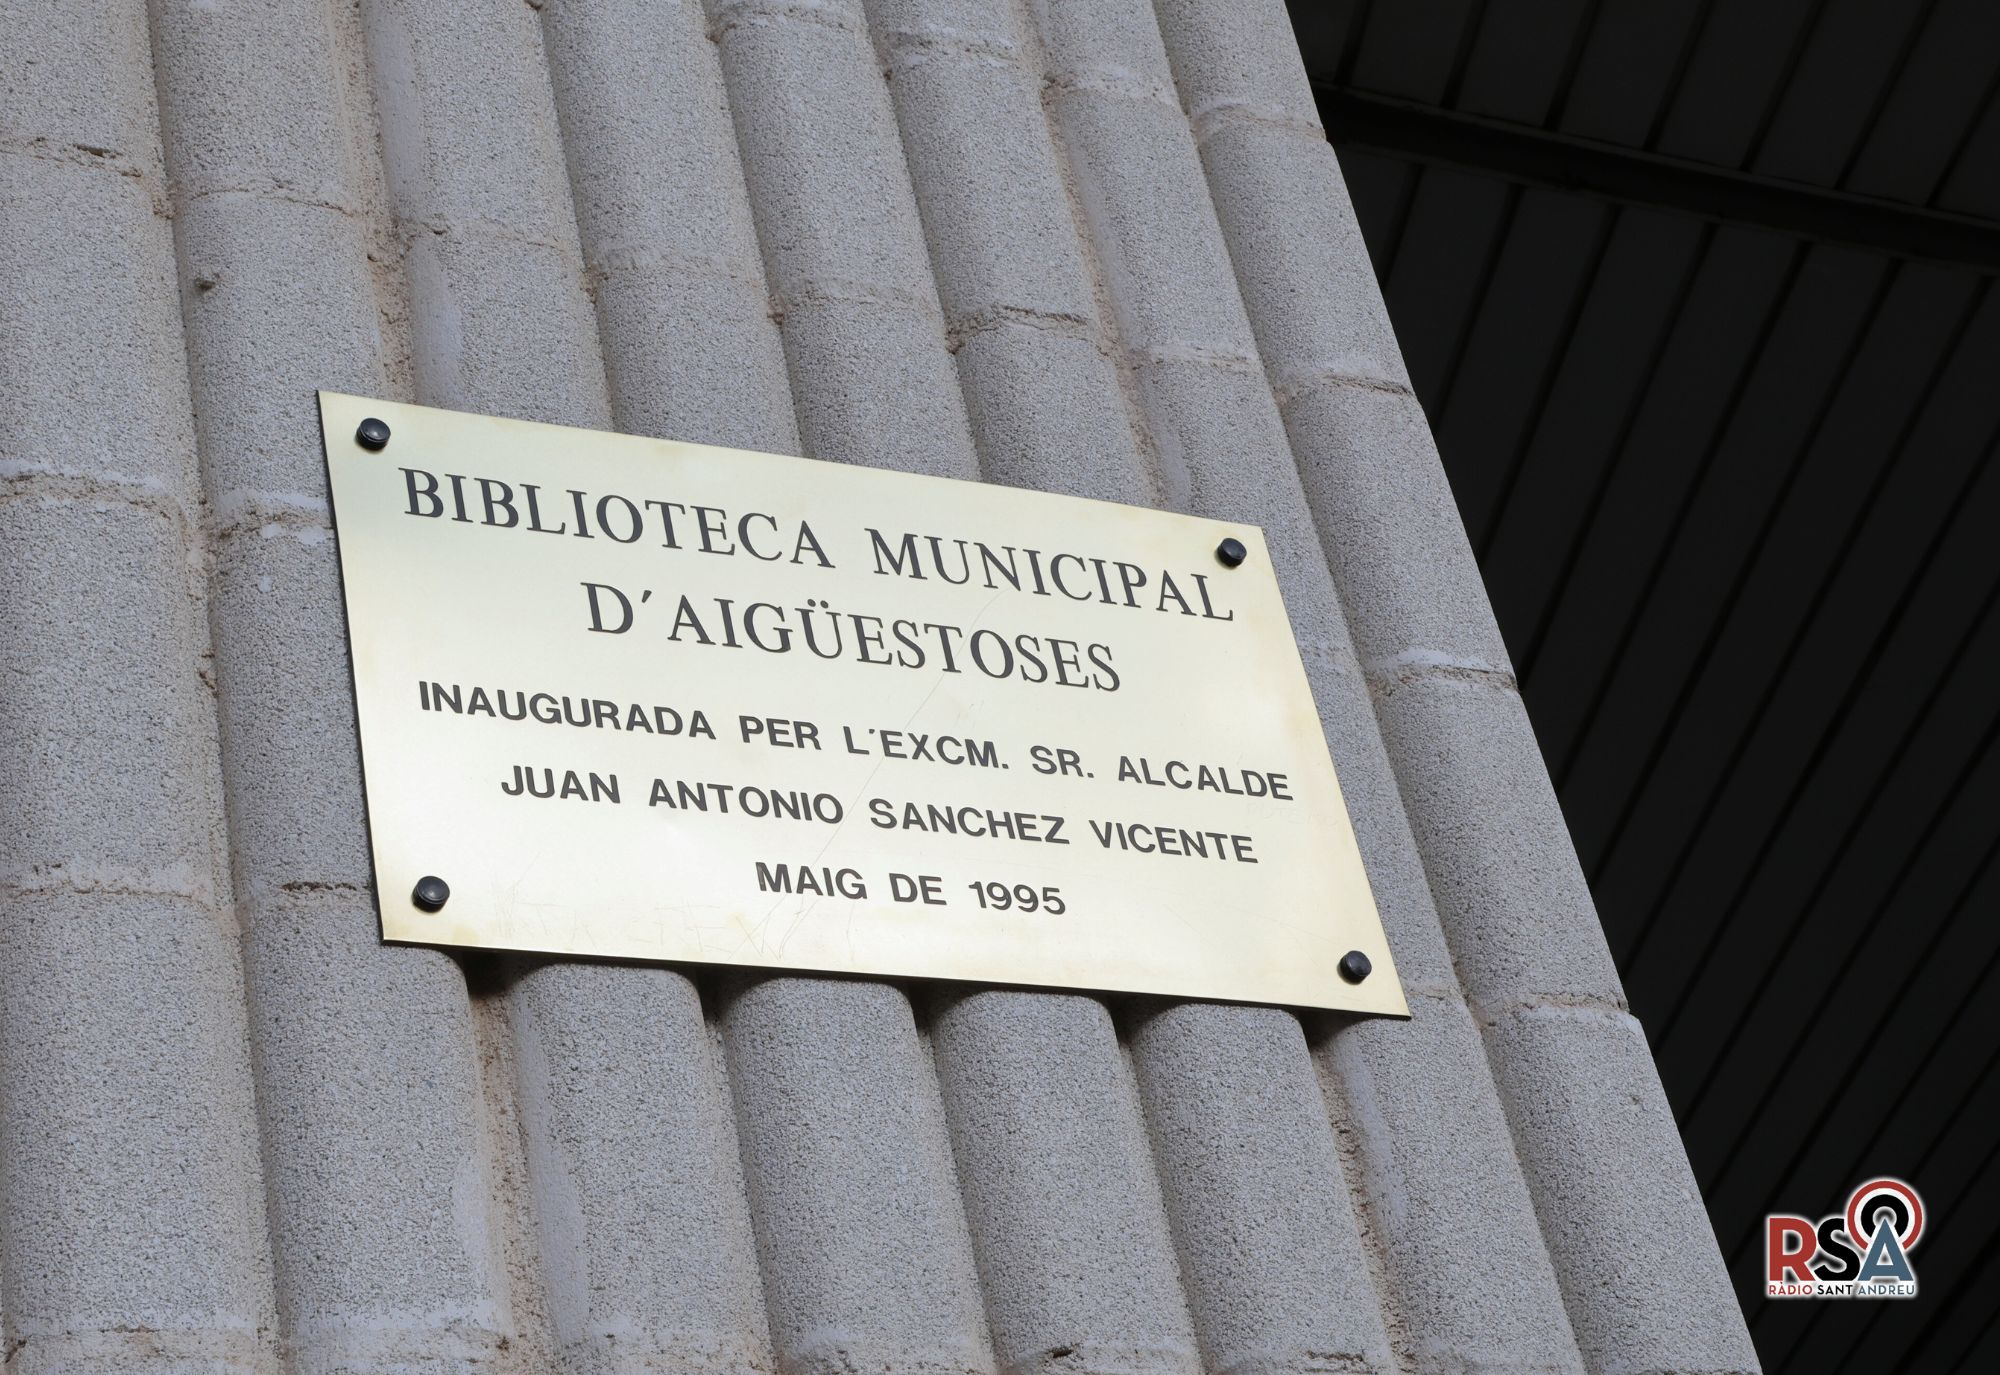 BIBLIOTECA MUNICIPAL
D´AIGÜESTOSES
INAUGURADA PER L'EXCM. SR. ALCALDE
JUAN ANTONIO SANCHEZ VICENTE
MAIG DE 1995
RSA
RÀDIO SANT ANDREU